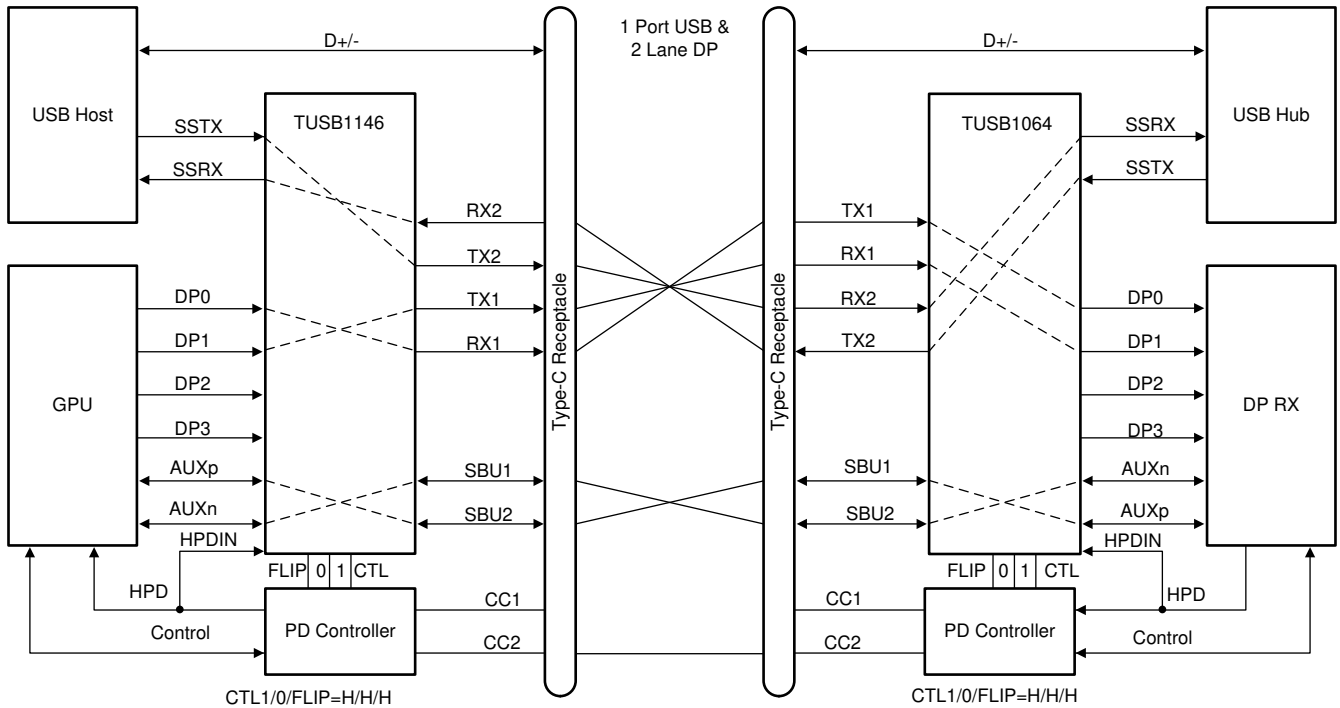 1 Port USB &
2 Lane DP
D+/-
D+/-
USB Host
TUSB1146
TUSB1064
USB Hub
SSTX
SSRX
SSRX
SSTX
RX2
TX2
TX1
RX1
TX1
RX1
RX2
TX2
Type-C Receptacle
Type-C Receptacle
GPU
DP0
DP1
DP2
DP3
AUXp
AUXn
HPDIN
SBU1
SBU2
SBU1
SBU2
DP0
DP1
DP2
DP3
AUXn
AUXp
HPDIN
DP RX
FLIP 0 1 CTL
FLIP 0 1 CTL
HPD
Control
PD Controller
CC1
CC2
CC1
CC2
PD Controller
HPD
Control
CTL1/0/FLIP=H/H/H
CTL1/0/FLIP=H/H/H